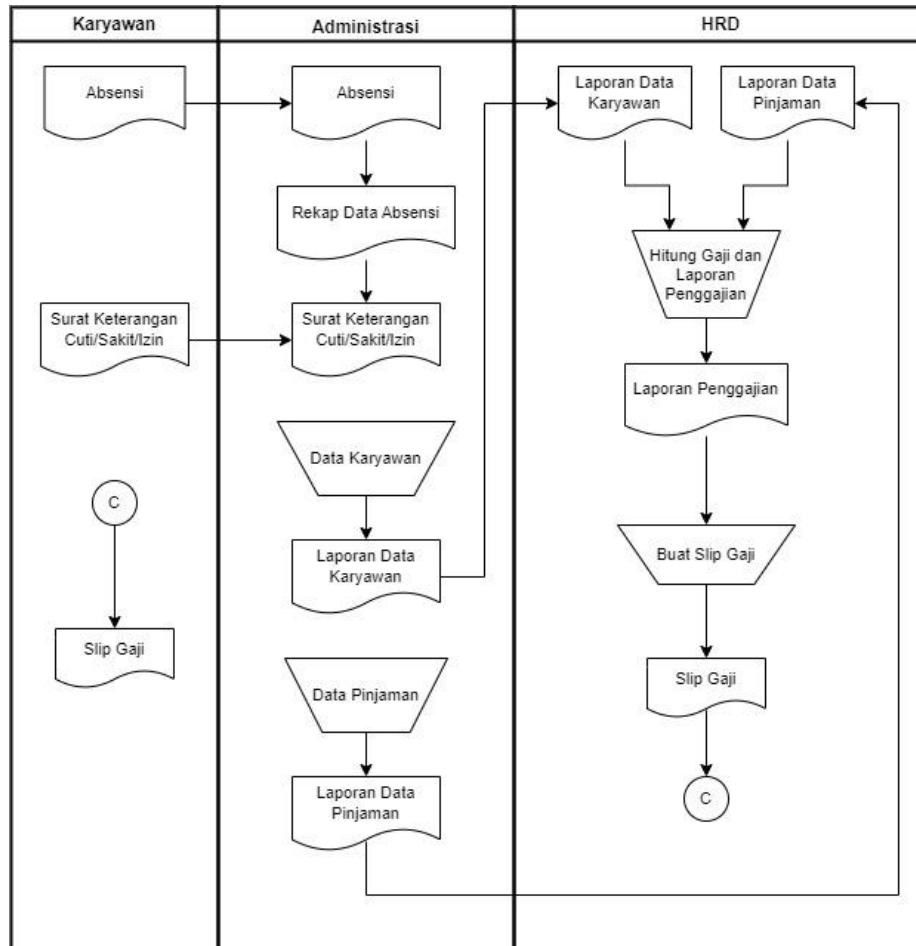 Karyawan
Administrasi
HRD
Absensi
Surat Keterangan
Cuti/Sakit/Izin
C
Slip Gaji
Absensi
Rekap Data Absensi
Surat Keterangan
Cuti/Sakit/Izin
Data Karyawan
Laporan Data
Karyawan
Data Pinjaman
Laporan Data
Pinjaman
Laporan Data
Karyawan
Laporan Data
Pinjaman
Hitung Gaji dan
Laporan
Penggajian
Laporan Penggajian
Buat Slip Gaji
Slip Gaji
C